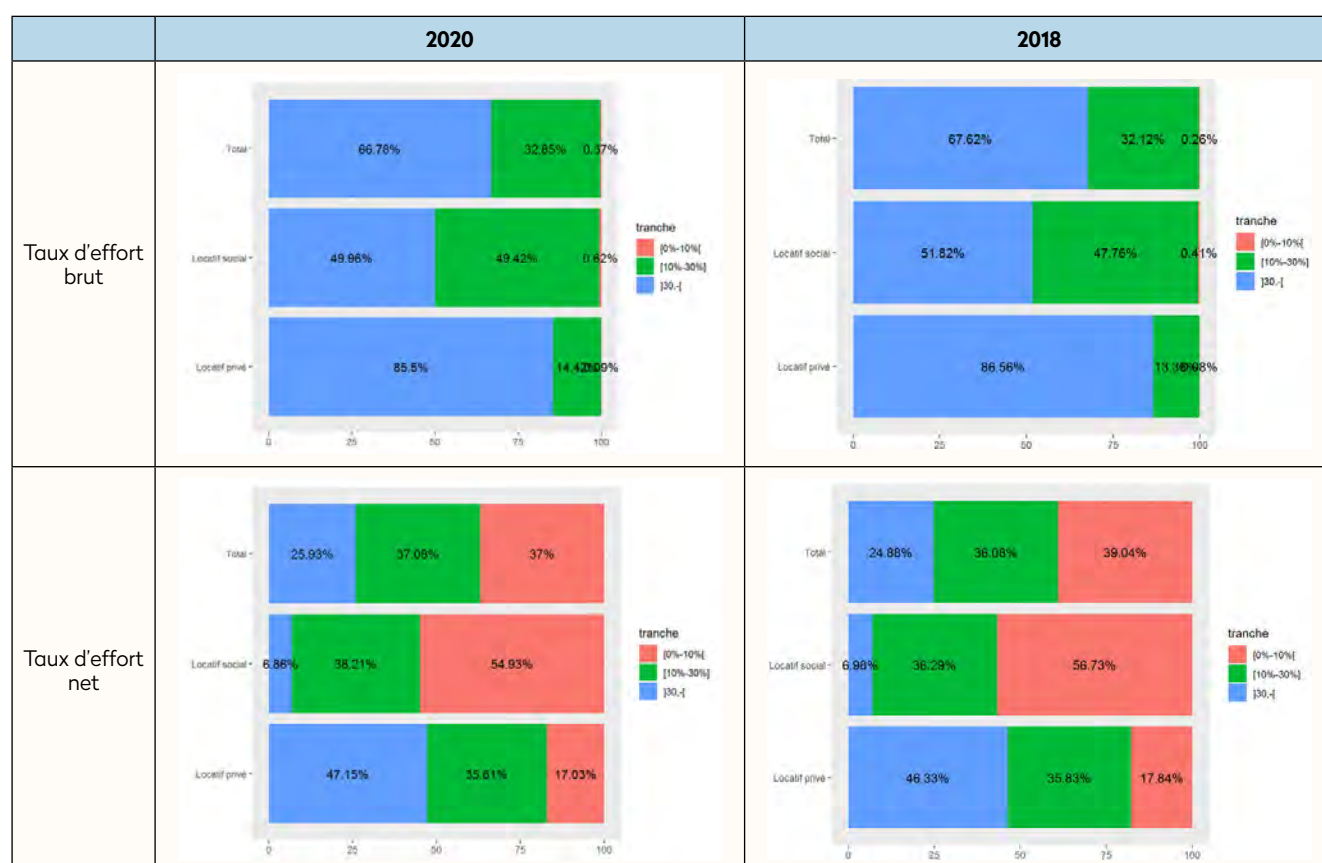 2020 2018
Taux d'effort
brut
Total
66.78% 32.85% 0.37%
Locatif social
49.96% 49.42% 0.62%
Locatif privé
85.5% 14.42% 0.09%
0 25 50 75 100
tranche
[0%-10%[
[10%-30%]
]30,-[
Total
67.62% 32.12% 0.26%
Locatif social
51.82% 47.76% 0.41%
Locatif privé
86.56%
0 25 50 75 100
tranche
[0%-10%[
[10%-30%]
]30,-[
Taux d'effort
net
Total
25.93% 37.08% 37%
Locatif social
6.86% 38.21% 54.93%
Locatif privé
47.15% 35.81% 17.03%
0 25 50 75 100
tranche
[0%-10%[
[10%-30%]
]30,-[
Total
24.88% 36.08% 39.04%
Locatif social
6.98% 36.29% 56.73%
Locatif privé
46.33% 35.83% 17.84%
0 25 50 75 100
tranche
[0%-10%[
[10%-30%]
]30,-[